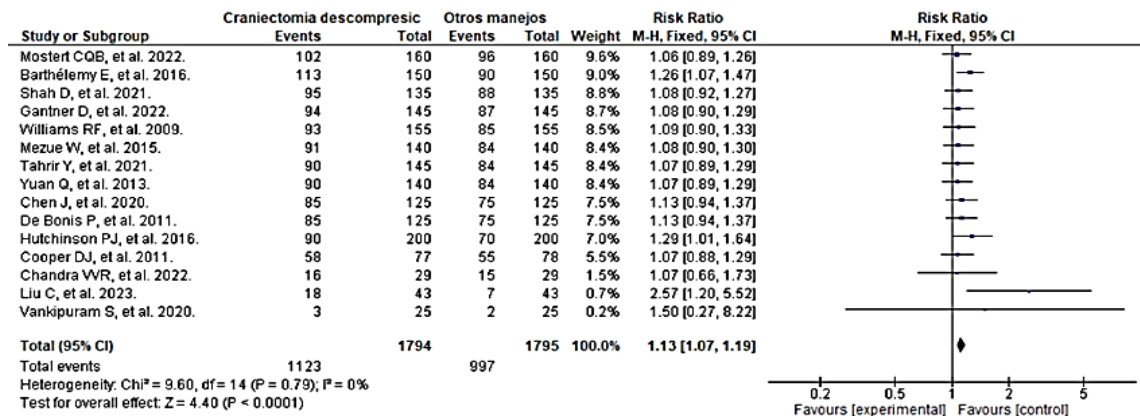 Craniectomia descompresic Otros manejos Risk Ratio Risk Ratio
Study or Subgroup Events Total Events Total Weight M-H, Fixed, 95% CI M-H, Fixed, 95% CI
Mostert CQB, et al. 2022. 102 160 96 160 9.6% 1.06 [0.89, 1.26]
Barthélemy E, et al. 2016. 113 150 90 150 9.0% 1.26 [1.07, 1.47]
Shah D, et al. 2021. 95 135 88 135 8.8% 1.08 [0.92, 1.27]
Gantner D, et al. 2022. 94 145 87 145 8.7% 1.08 [0.90, 1.29]
Williams RF, et al. 2009. 93 155 85 155 8.5% 1.09 [0.90, 1.33]
Mezue W, et al. 2015. 91 140 84 140 8.4% 1.08 [0.90, 1.30]
Tahrir Y, et al. 2021. 90 145 84 145 8.4% 1.07 [0.89, 1.29]
Yuan Q, et al. 2013. 90 140 84 140 8.4% 1.07 [0.89, 1.29]
Chen J, et al. 2020. 85 125 75 125 7.5% 1.13 [0.94, 1.37]
De Bonis P, et al. 2011. 85 125 75 125 7.5% 1.13 [0.94, 1.37]
Hutchinson PJ, et al. 2016. 90 200 70 200 7.0% 1.29 [1.01, 1.64]
Cooper DJ, et al. 2011. 58 77 55 78 5.5% 1.07 [0.88, 1.29]
Chandra VVR, et al. 2022. 16 29 15 29 1.5% 1.07 [0.66, 1.73]
Liu C, et al. 2023. 18 43 7 43 0.7% 2.57 [1.20, 5.52]
Vankipuram S, et al. 2020. 3 25 2 25 0.2% 1.50 [0.27, 8.22]
Total (95% CI) 1794 1795 100.0% 1.13 [1.07, 1.19]
Total events 1123 997
Heterogeneity: Chi² = 9.60, df = 14 (P = 0.79); I² = 0%
Test for overall effect: Z = 4.40 (P < 0.0001)
0.2 0.5 1 2 5
Favours [experimental] Favours [control]